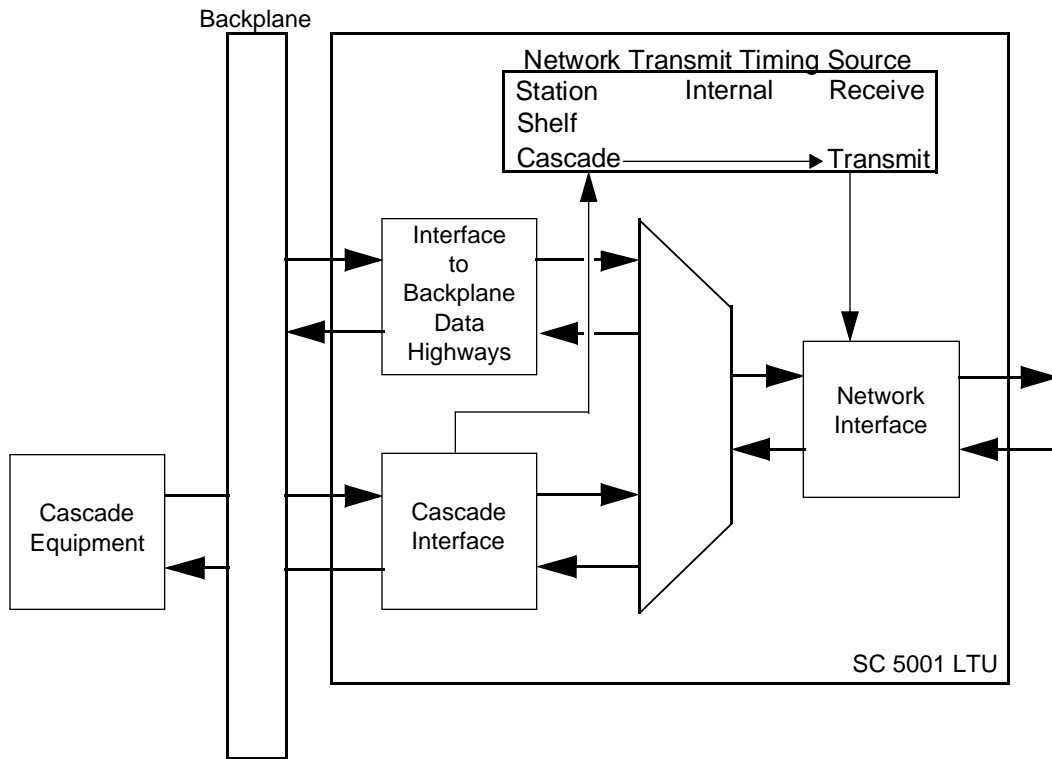 Backplane
Network Transmit Timing Source
Station Internal Receive
Shelf
Cascade Transmit
Interface
to
Backplane
Data
Highways
Network
Interface
Cascade
Equipment
Cascade
Interface
SC 5001 LTU